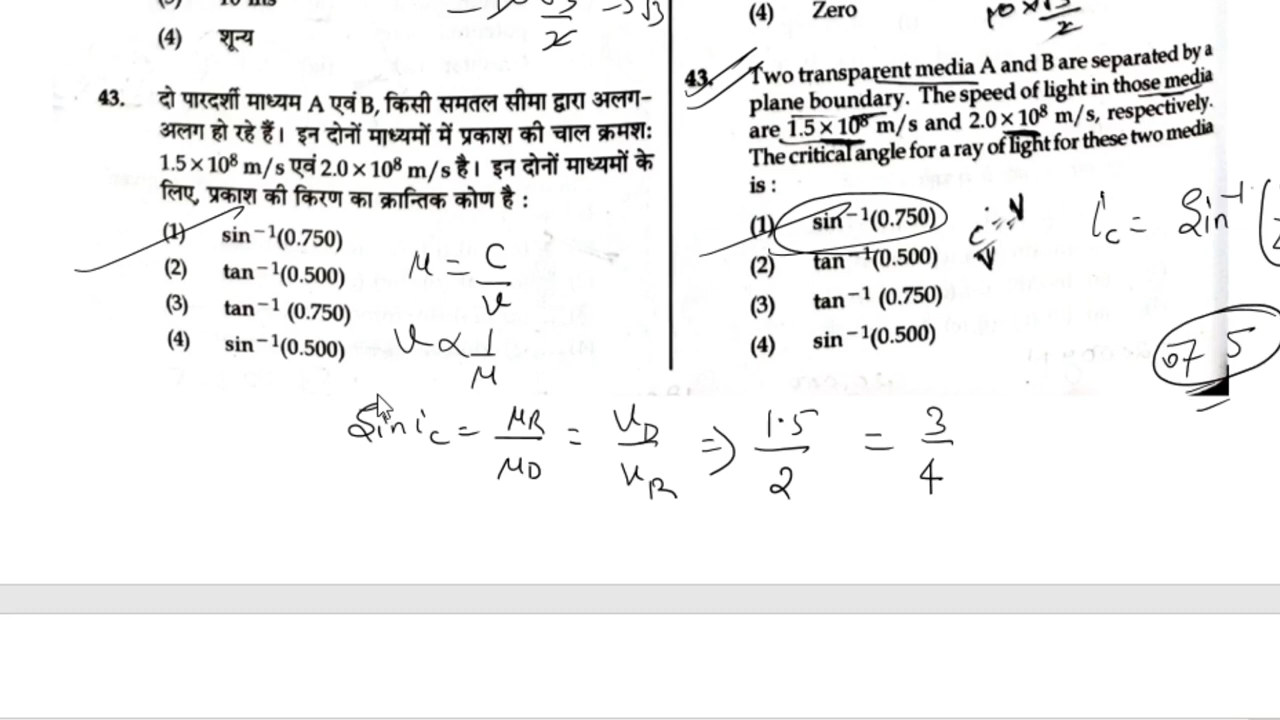 (4) शून्य
43. दो पारदर्शी माध्यम A एवं B, किसी समतल सीमा द्वारा अलग-
अलग हो रहे हैं। इन दोनों माध्यमों में प्रकाश की चाल क्रमशः
1.5 × 10⁸ m/s एवं 2.0 × 10⁸ m/s है। इन दोनों माध्यमों के
लिए, प्रकाश की किरण का क्रान्तिक कोण है :
(1) sin⁻¹(0.750)
(2) tan⁻¹(0.500)
(3) tan⁻¹ (0.750)
(4) sin⁻¹(0.500)
μ = C/v
v ∝ 1/μ
(4) Zero
43. Two transparent media A and B are separated by a
plane boundary. The speed of light in those media
are 1.5 × 10⁸ m/s and 2.0 × 10⁸ m/s, respectively.
The critical angle for a ray of light for these two media
is :
(1) sin⁻¹(0.750)
(2) tan⁻¹(0.500)
(3) tan⁻¹ (0.750)
(4) sin⁻¹(0.500)
i_c = Sin⁻¹
Sin i_c = μR/μD = vD/vR ⇒ 1.5/2 = 3/4